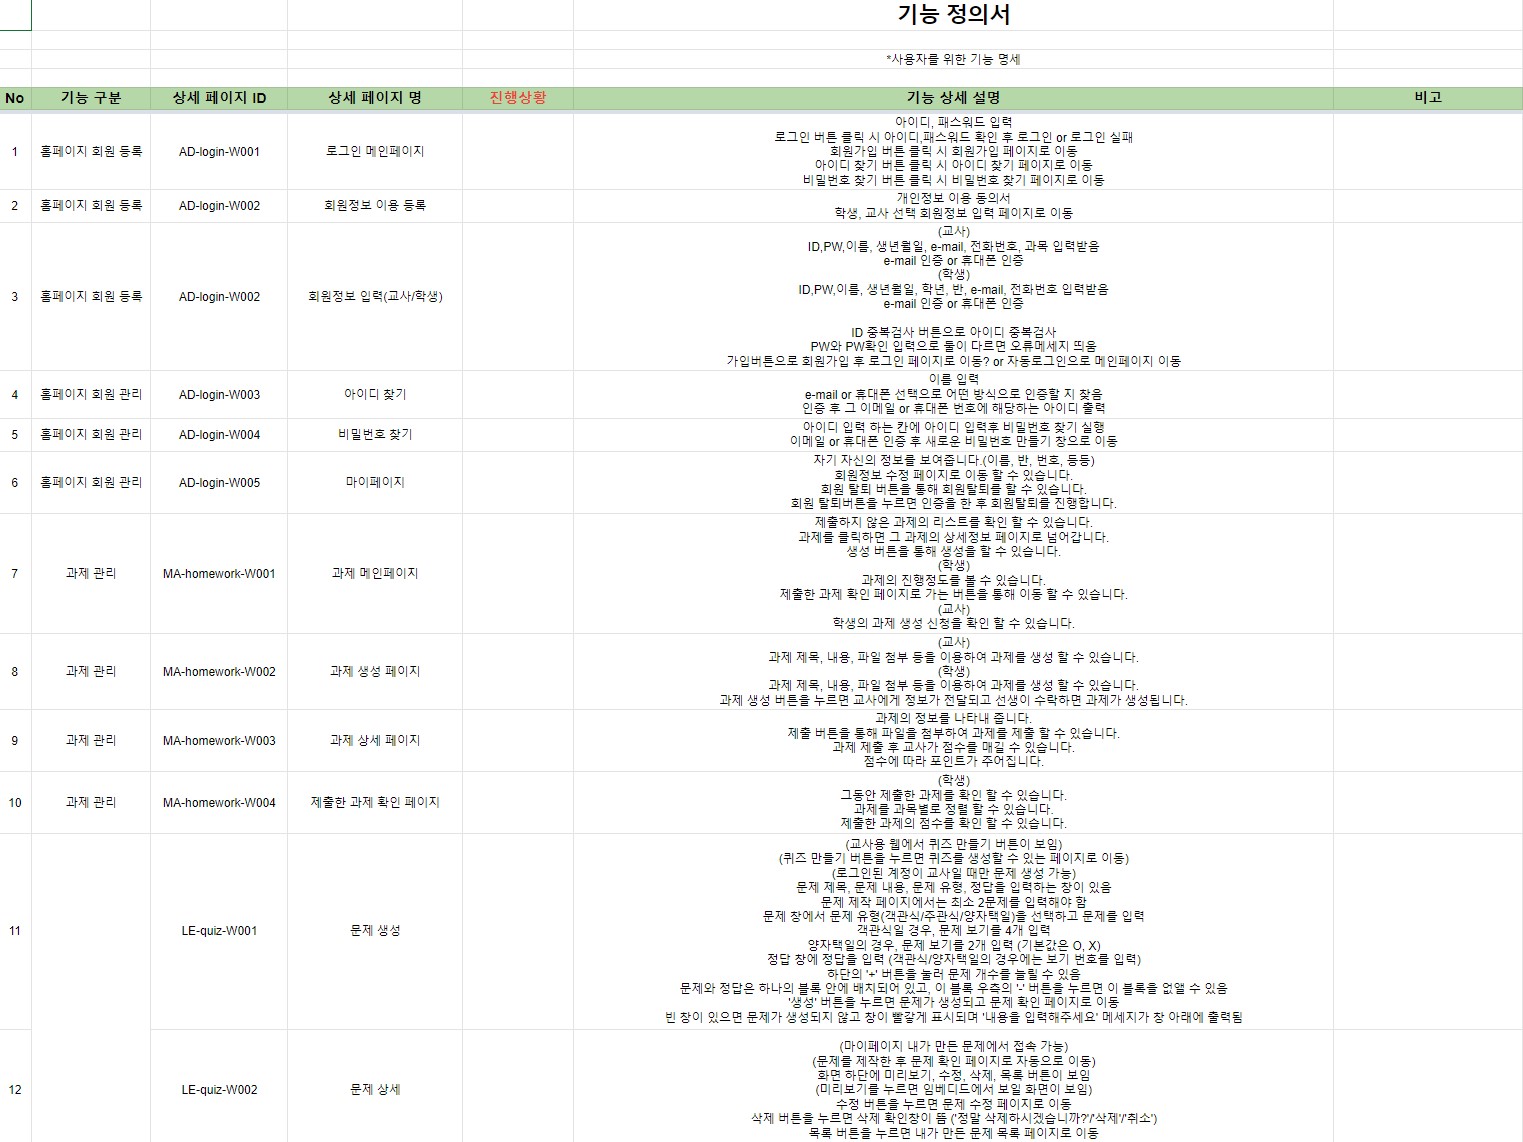 기능 정의서
*사용자를 위한 기능 명세
No 기능 구분 상세 페이지 ID 상세 페이지 명 진행상황 기능 상세 설명 비고
1 홈페이지 회원 등록 AD-login-W001 로그인 메인페이지
아이디, 패스워드 입력
로그인 버튼 클릭 시 아이디,패스워드 확인 후 로그인 or 로그인 실패
회원가입 버튼 클릭 시 회원가입 페이지로 이동
아이디 찾기 버튼 클릭 시 아이디 찾기 페이지로 이동
비밀번호 찾기 버튼 클릭 시 비밀번호 찾기 페이지로 이동
2 홈페이지 회원 등록 AD-login-W002 회원정보 이용 등록
개인정보 이용 동의서
학생, 교사 선택 회원정보 입력 페이지로 이동
3 홈페이지 회원 등록 AD-login-W002 회원정보 입력(교사/학생)
(교사)
ID,PW,이름, 생년월일, e-mail, 전화번호, 과목 입력받음
e-mail 인증 or 휴대폰 인증
(학생)
ID,PW,이름, 생년월일, 학년, 반, e-mail, 전화번호 입력받음
e-mail 인증 or 휴대폰 인증
ID 중복검사 버튼으로 아이디 중복검사
PW와 PW확인 입력으로 둘이 다르면 오류메세지 띄움
가입버튼으로 회원가입 후 로그인 페이지로 이동? or 자동로그인으로 메인페이지 이동
4 홈페이지 회원 관리 AD-login-W003 아이디 찾기
이름 입력
e-mail or 휴대폰 선택으로 어떤 방식으로 인증할 지 찾음
인증 후 그 이메일 or 휴대폰 번호에 해당하는 아이디 출력
5 홈페이지 회원 관리 AD-login-W004 비밀번호 찾기
아이디 입력 하는 칸에 아이디 입력후 비밀번호 찾기 실행
이메일 or 휴대폰 인증 후 새로운 비밀번호 만들기 창으로 이동
6 홈페이지 회원 관리 AD-login-W005 마이페이지
자기 자신의 정보를 보여줍니다.(이름, 반, 번호, 등등)
회원정보 수정 페이지로 이동 할 수 있습니다.
회원 탈퇴 버튼을 통해 회원탈퇴를 할 수 있습니다.
회원 탈퇴버튼을 누르면 인증을 한 후 회원탈퇴를 진행합니다.
7 과제 관리 MA-homework-W001 과제 메인페이지
제출하지 않은 과제의 리스트를 확인 할 수 있습니다.
과제를 클릭하면 그 과제의 상세정보 페이지로 넘어갑니다.
생성 버튼을 통해 생성을 할 수 있습니다.
(학생)
과제의 진행정도를 볼 수 있습니다.
제출한 과제 확인 페이지로 가는 버튼을 통해 이동 할 수 있습니다.
(교사)
학생의 과제 생성 신청을 확인 할 수 있습니다.
8 과제 관리 MA-homework-W002 과제 생성 페이지
(교사)
과제 제목, 내용, 파일 첨부 등을 이용하여 과제를 생성 할 수 있습니다.
(학생)
과제 제목, 내용, 파일 첨부 등을 이용하여 과제를 생성 할 수 있습니다.
과제 생성 버튼을 누르면 교사에게 정보가 전달되고 선생이 수락하면 과제가 생성됩니다.
9 과제 관리 MA-homework-W003 과제 상세 페이지
과제의 정보를 나타내 줍니다.
제출 버튼을 통해 파일을 첨부하여 과제를 제출 할 수 있습니다.
과제 제출 후 교사가 점수를 매길 수 있습니다.
점수에 따라 포인트가 주어집니다.
10 과제 관리 MA-homework-W004 제출한 과제 확인 페이지
(학생)
그동안 제출한 과제를 확인 할 수 있습니다.
과제를 과목별로 정렬 할 수 있습니다.
제출한 과제의 점수를 확인 할 수 있습니다.
11 LE-quiz-W001 문제 생성
(교사용 웹에서 퀴즈 만들기 버튼이 보임)
(퀴즈 만들기 버튼을 누르면 퀴즈를 생성할 수 있는 페이지로 이동)
(로그인된 계정이 교사일 때만 문제 생성 가능)
문제 제목, 문제 내용, 문제 유형, 정답을 입력하는 창이 있음
문제 제작 페이지에서는 최소 2문제를 입력해야 함
문제 창에서 문제 유형(객관식/주관식/양자택일)을 선택하고 문제를 입력
객관식일 경우, 문제 보기를 4개 입력
양자택일의 경우, 문제 보기를 2개 입력 (기본값은 O, X)
정답 창에 정답을 입력 (객관식/양자택일의 경우에는 보기 번호를 입력)
하단의 '+' 버튼을 눌러 문제 개수를 늘릴 수 있음
문제와 정답은 하나의 블록 안에 배치되어 있고, 이 블록 우측의 '-' 버튼을 누르면 이 블록을 없앨 수 있음
'생성' 버튼을 누르면 문제가 생성되고 문제 확인 페이지로 이동
빈 창이 있으면 문제가 생성되지 않고 창이 빨갛게 표시되며 '내용을 입력해주세요' 메세지가 창 아래에 출력됨
12 LE-quiz-W002 문제 상세
(마이페이지 내가 만든 문제에서 접속 가능)
(문제를 제작한 후 문제 확인 페이지로 자동으로 이동)
화면 하단에 미리보기, 수정, 삭제, 목록 버튼이 보임
(미리보기를 누르면 임베디드에서 보일 화면이 보임)
수정 버튼을 누르면 문제 수정 페이지로 이동
삭제 버튼을 누르면 삭제 확인창이 뜸 ('정말 삭제하시겠습니까?'/'삭제'/'취소')
목록 버튼을 누르면 내가 만든 문제 목록 페이지로 이동